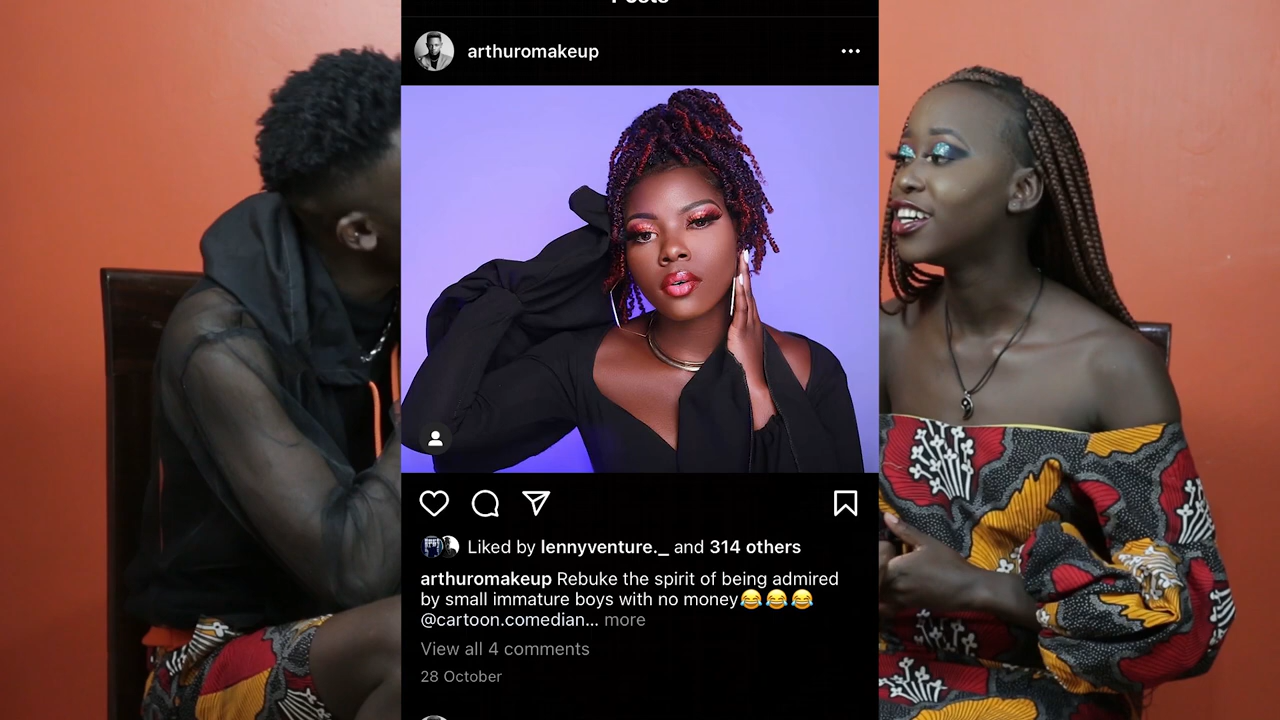 Posts
arthuromakeup
Liked by lennyventure._ and 314 others
arthuromakeup Rebuke the spirit of being admired
by small immature boys with no money😂😂😂
@cartoon.comedian... more
View all 4 comments
28 October